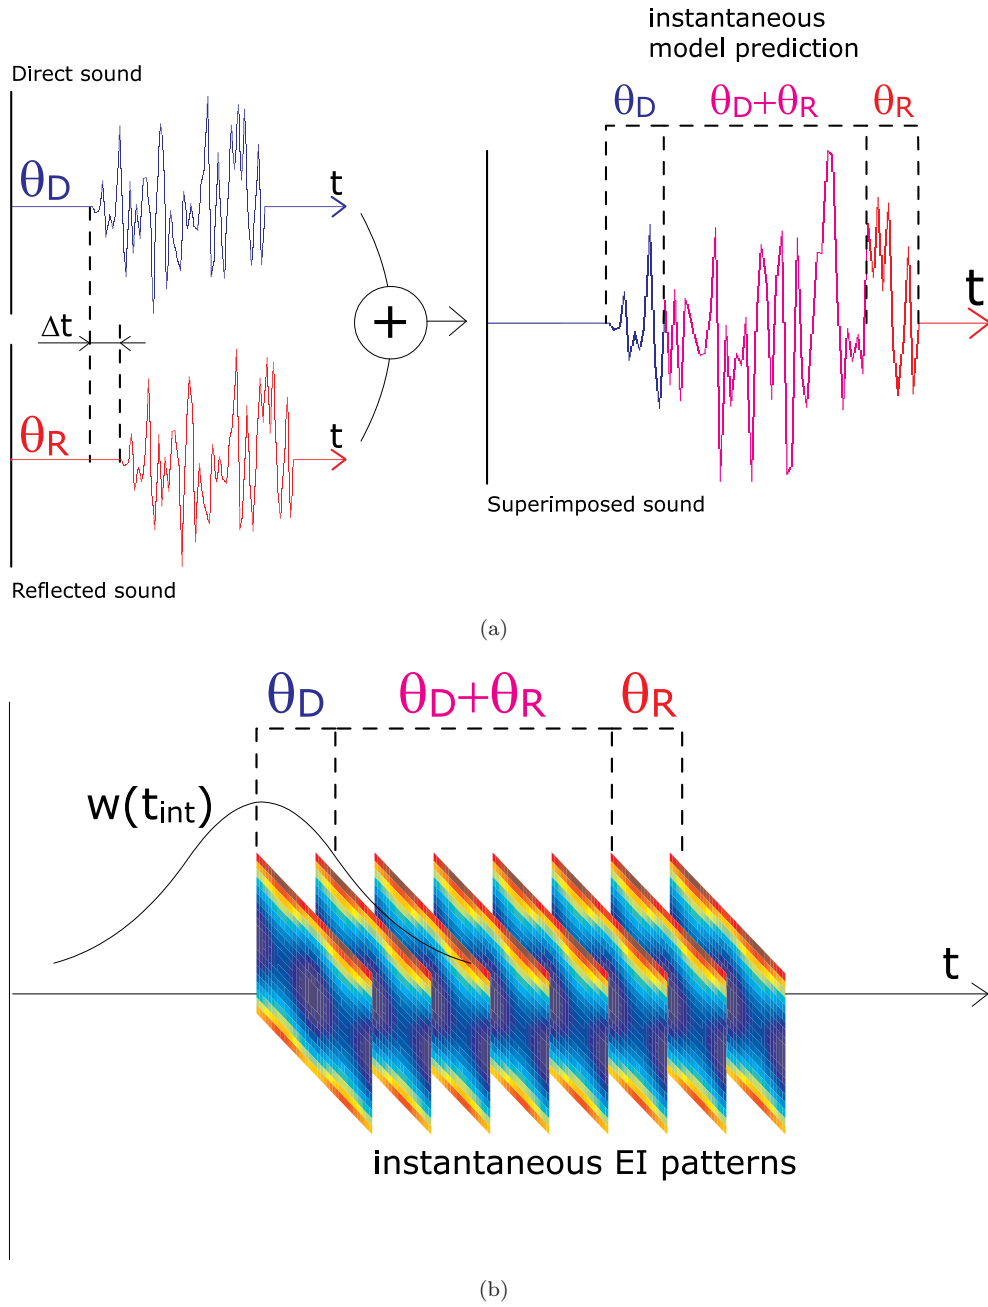 instantaneous
model prediction
Direct sound
θD θD+θR θR
θD
t
Δt
+
t
θR
t
Superimposed sound
Reflected sound
(a)
θD θD+θR θR
w(tint)
t
instantaneous EI patterns
(b)